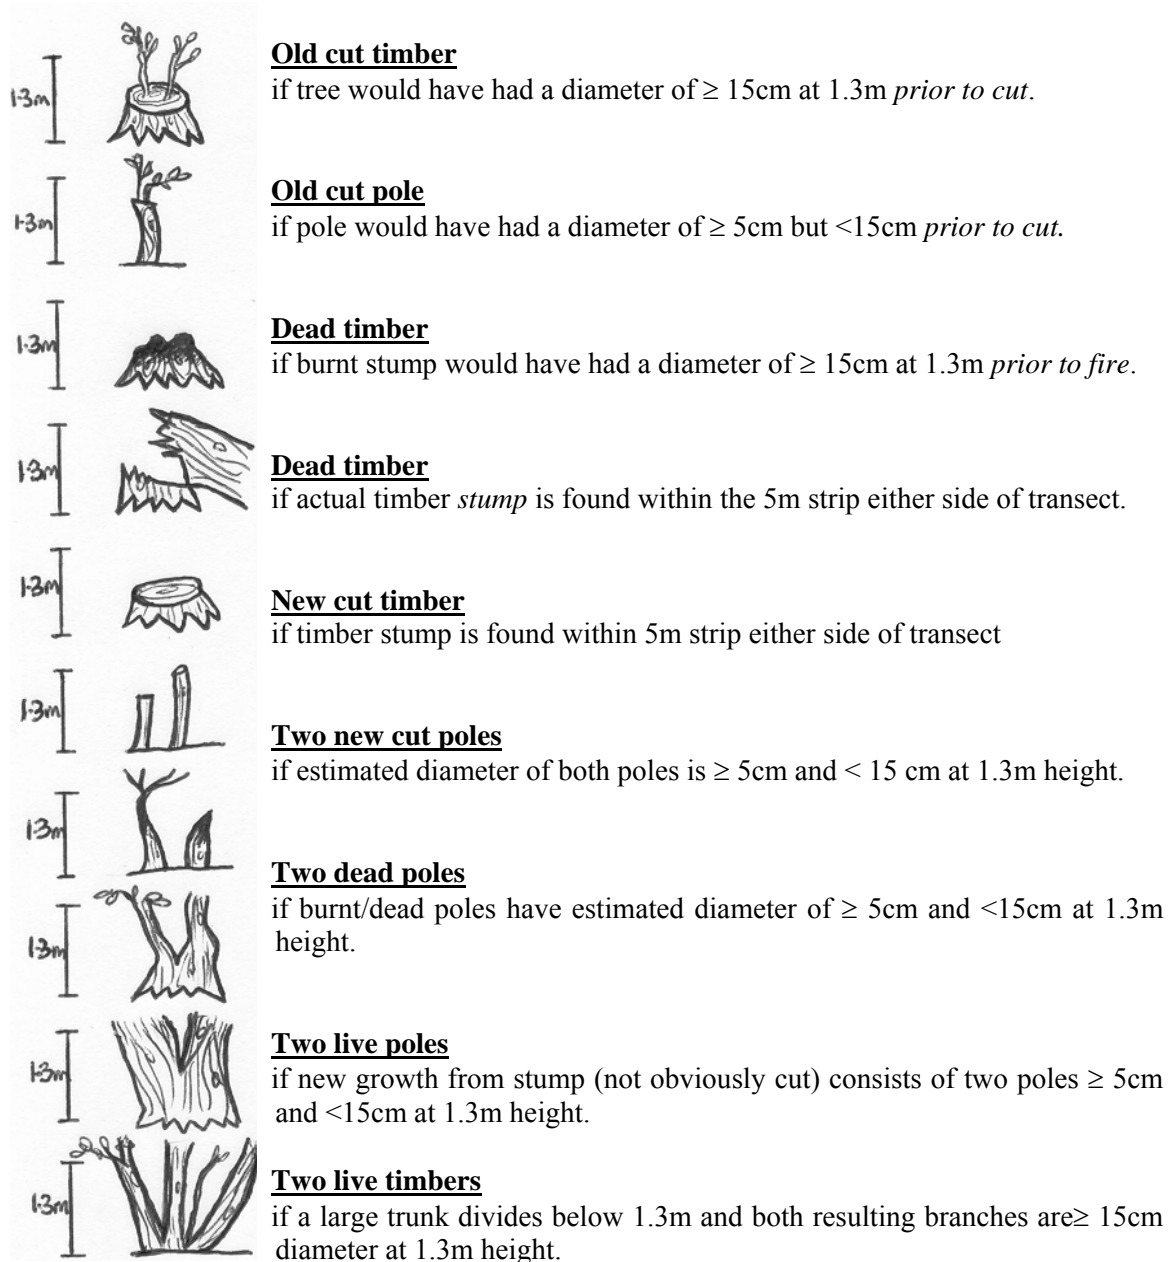 1·3m
Old cut timber
if tree would have had a diameter of ≥ 15cm at 1.3m prior to cut.
1·3m
Old cut pole
if pole would have had a diameter of ≥ 5cm but <15cm prior to cut.
1·3m
Dead timber
if burnt stump would have had a diameter of ≥ 15cm at 1.3m prior to fire.
1·3m
Dead timber
if actual timber stump is found within the 5m strip either side of transect.
1·3m
New cut timber
if timber stump is found within 5m strip either side of transect
1·3m
Two new cut poles
if estimated diameter of both poles is ≥ 5cm and < 15 cm at 1.3m height.
1·3m
Two dead poles
if burnt/dead poles have estimated diameter of ≥ 5cm and <15cm at 1.3m
height.
1·3m
Two live poles
if new growth from stump (not obviously cut) consists of two poles ≥ 5cm
and <15cm at 1.3m height.
1·3m
Two live timbers
if a large trunk divides below 1.3m and both resulting branches are≥ 15cm
diameter at 1.3m height.
1·3m